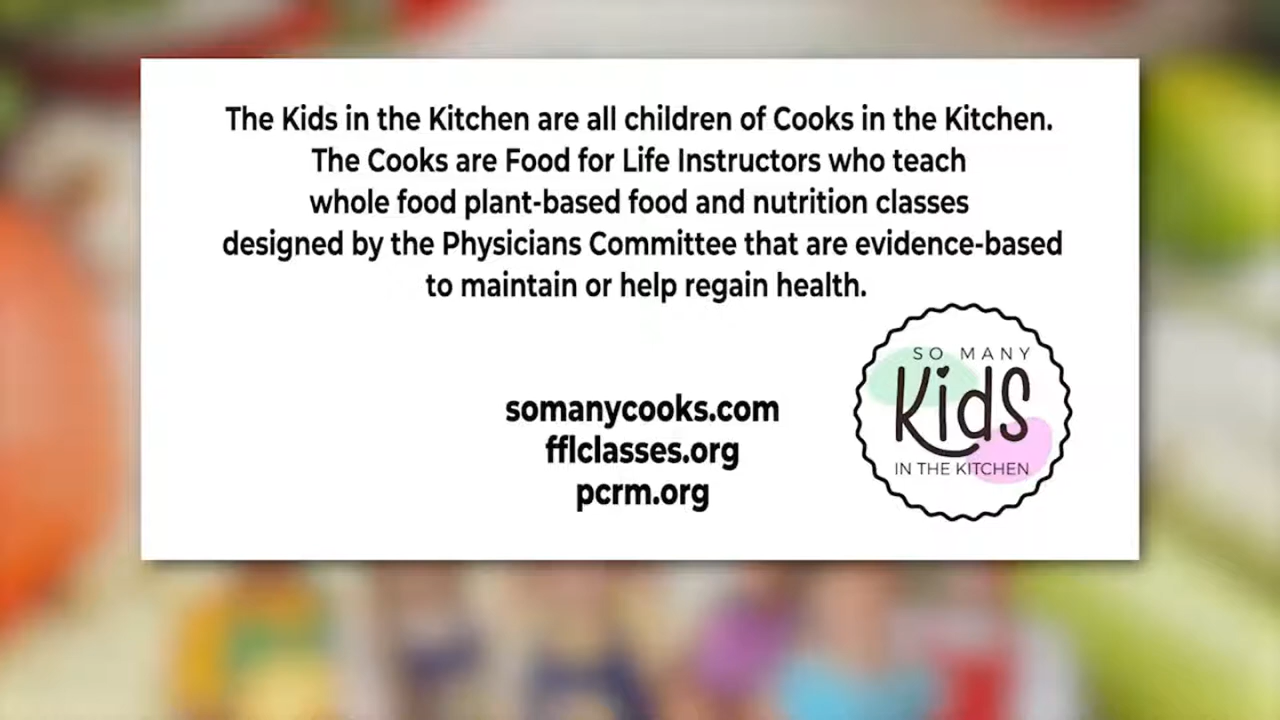 The Kids in the Kitchen are all children of Cooks in the Kitchen.
The Cooks are Food for Life Instructors who teach
whole food plant-based food and nutrition classes
designed by the Physicians Committee that are evidence-based
to maintain or help regain health.
somanycooks.com
fflclasses.org
pcrm.org
SO MANY
Kids
IN THE KITCHEN